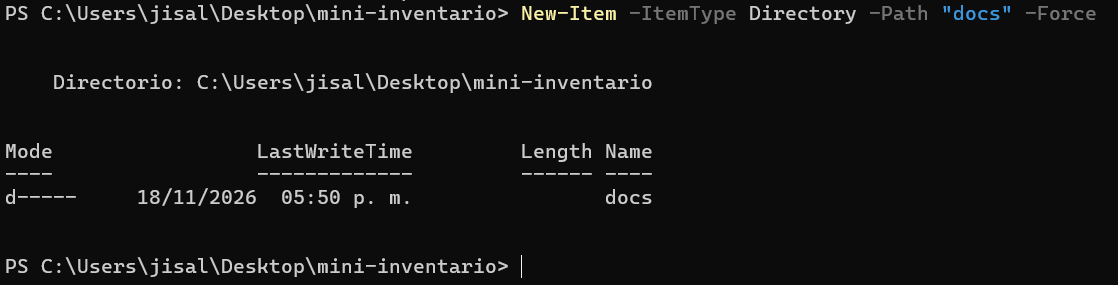 PS C:\Users\jisal\Desktop\mini-inventario> New-Item -ItemType Directory -Path "docs" -Force
Directorio: C:\Users\jisal\Desktop\mini-inventario
Mode                 LastWriteTime         Length Name
----                 -------------         ------ ----
d-----     18/11/2026  05:50 p. m.                docs
PS C:\Users\jisal\Desktop\mini-inventario>